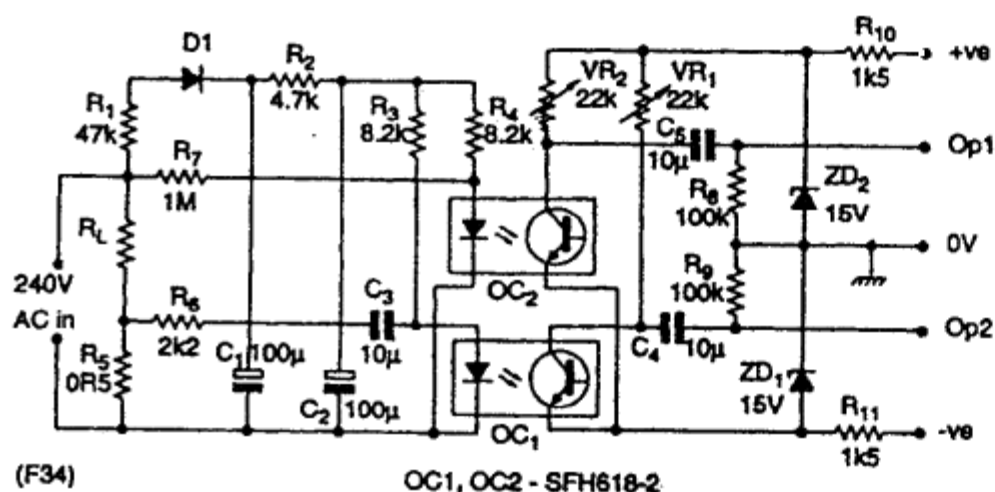 D1
R2
4.7k
R1
47k
R3
8.2k
R4
8.2k
VR2
22k
VR1
22k
R10
1k5
+ve
C5
10µ
Op1
R7
1M
R8
100k
ZD2
15V
RL
0V
240V
AC in
OC2
R9
100k
R6
2k2
C3
10µ
C4
10µ
Op2
R5
0R5
C1 100µ
C2 100µ
ZD1
15V
R11
1k5
-ve
OC1
(F34)
OC1, OC2 - SFH618-2